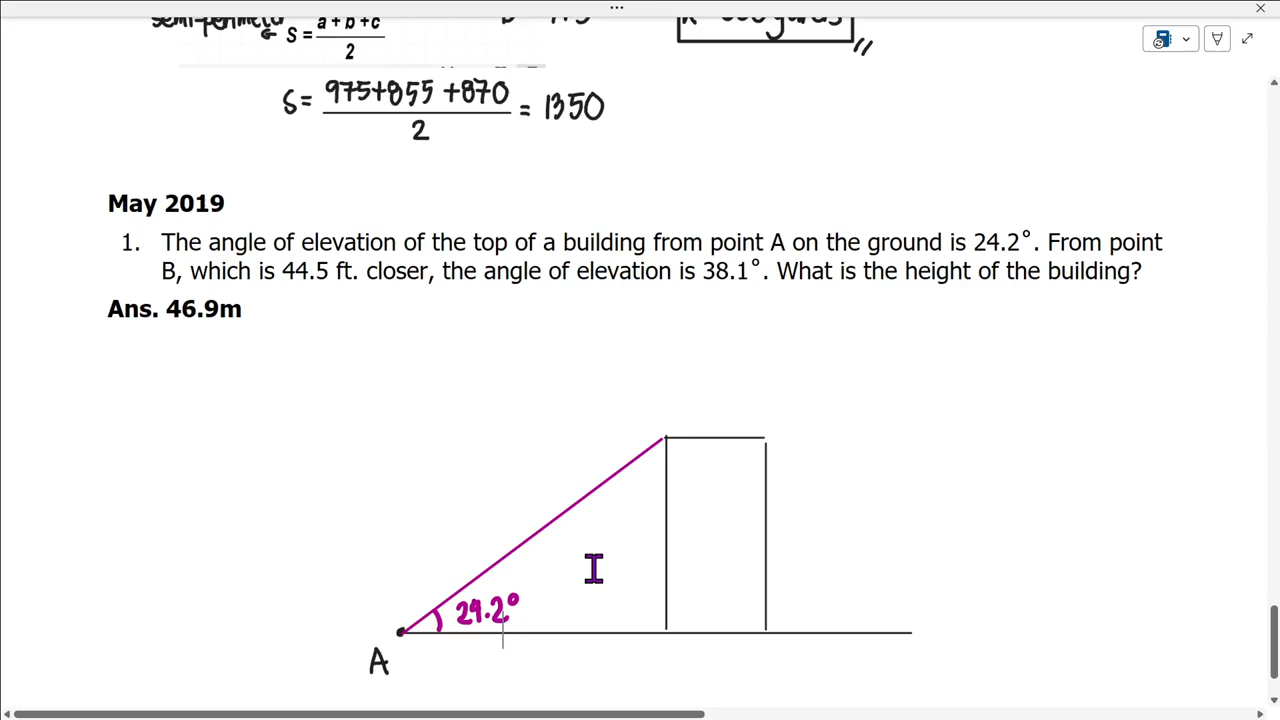 semi-perimeter s = a + b + c
2
s = 975+855 +870 = 1350
2
May 2019
1. The angle of elevation of the top of a building from point A on the ground is 24.2°. From point
B, which is 44.5 ft. closer, the angle of elevation is 38.1°. What is the height of the building?
Ans. 46.9m
24.2°
A